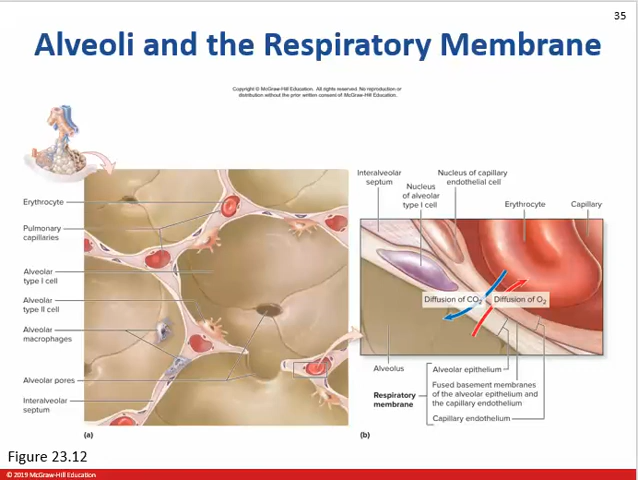 35
Alveoli and the Respiratory Membrane
Copyright © McGraw-Hill Education. All rights reserved. No reproduction or
distribution without the prior written consent of McGraw-Hill Education.
Erythrocyte
Pulmonary
capillaries
Alveolar
type I cell
Alveolar
type II cell
Alveolar
macrophages
Alveolar pores
Interalveolar
septum
(a)
Interalveolar
septum
Nucleus
of alveolar
type I cell
Nucleus of capillary
endothelial cell
Erythrocyte
Capillary
Diffusion of CO₂
Diffusion of O₂
Alveolus
Respiratory
membrane
Alveolar epithelium
Fused basement membranes
of the alveolar epithelium and
the capillary endothelium
Capillary endothelium
(b)
Figure 23.12
© 2019 McGraw-Hill Education